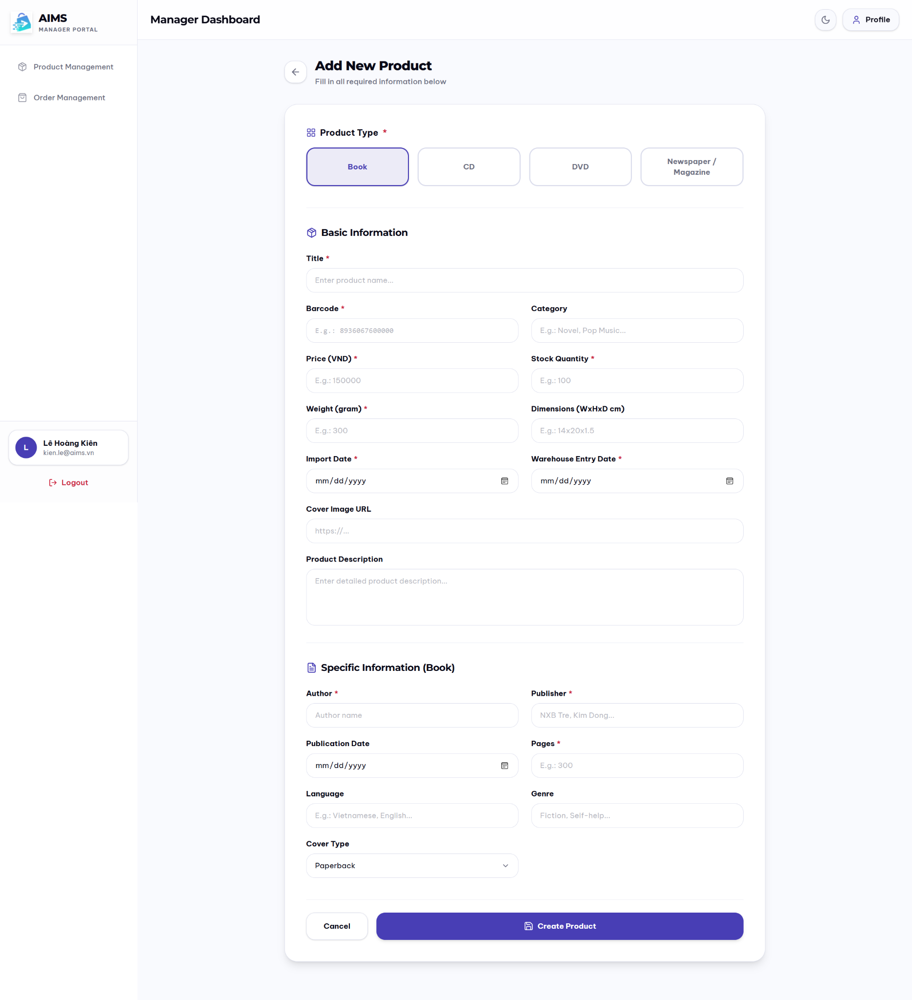 AIMS
MANAGER PORTAL
Product Management
Order Management
L
Lê Hoàng Kiên
kien.le@aims.vn
Logout
Manager Dashboard
Profile
Add New Product
Fill in all required information below
Product Type *
Book
CD
DVD
Newspaper /
Magazine
Basic Information
Title *
Enter product name...
Barcode *
Category
E.g.: 8936067600000
E.g.: Novel, Pop Music...
Price (VND) *
Stock Quantity *
E.g.: 150000
E.g.: 100
Weight (gram) *
Dimensions (WxHxD cm)
E.g.: 300
E.g.: 14x20x1.5
Import Date *
Warehouse Entry Date *
mm/dd/yyyy
mm/dd/yyyy
Cover Image URL
https://...
Product Description
Enter detailed product description...
Specific Information (Book)
Author *
Publisher *
Author name
NXB Tre, Kim Dong...
Publication Date
Pages *
mm/dd/yyyy
E.g.: 300
Language
Genre
E.g.: Vietnamese, English...
Fiction, Self-help...
Cover Type
Paperback
Cancel
Create Product